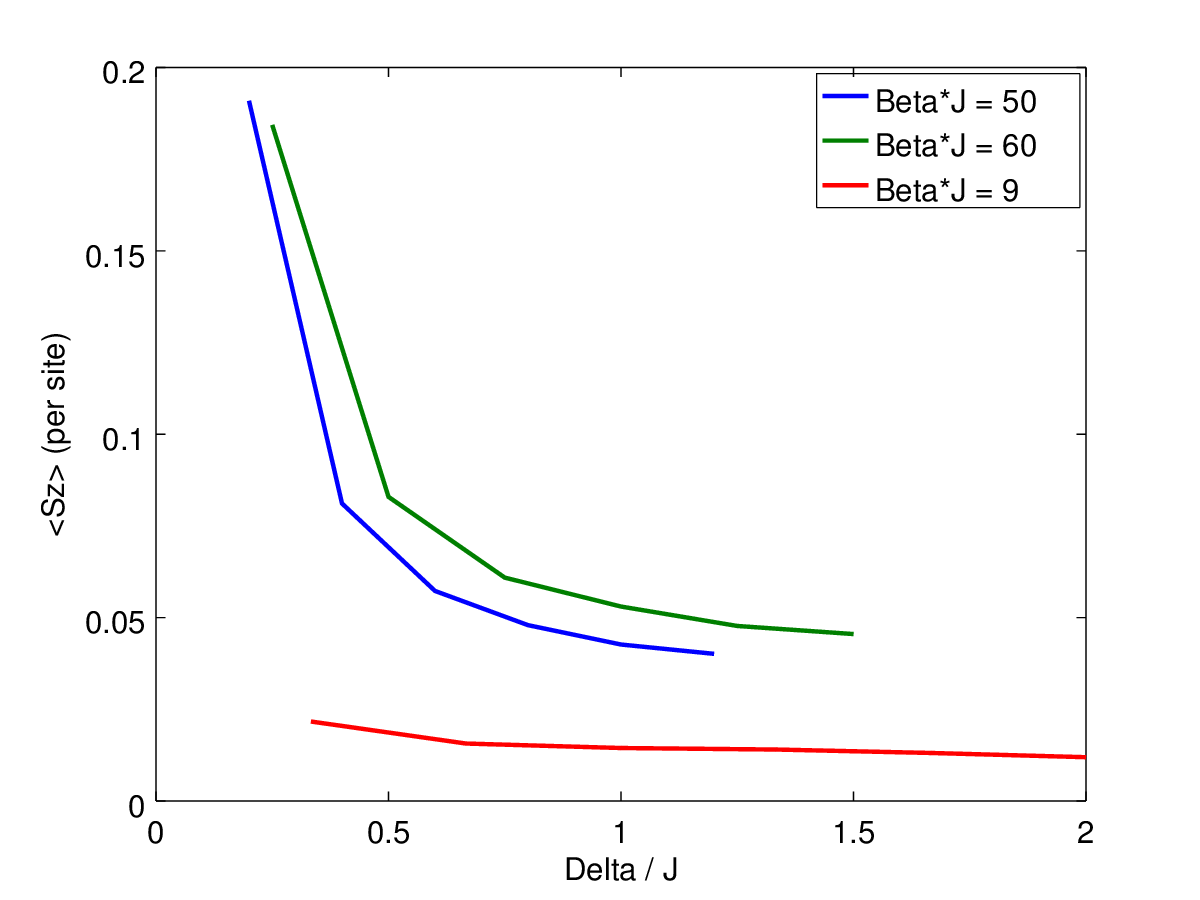 0.2
0.15
0.1
0.05
0
0
0.5
1
1.5
2
<Sz> (per site)
Delta / J
Beta*J = 50
Beta*J = 60
Beta*J = 9